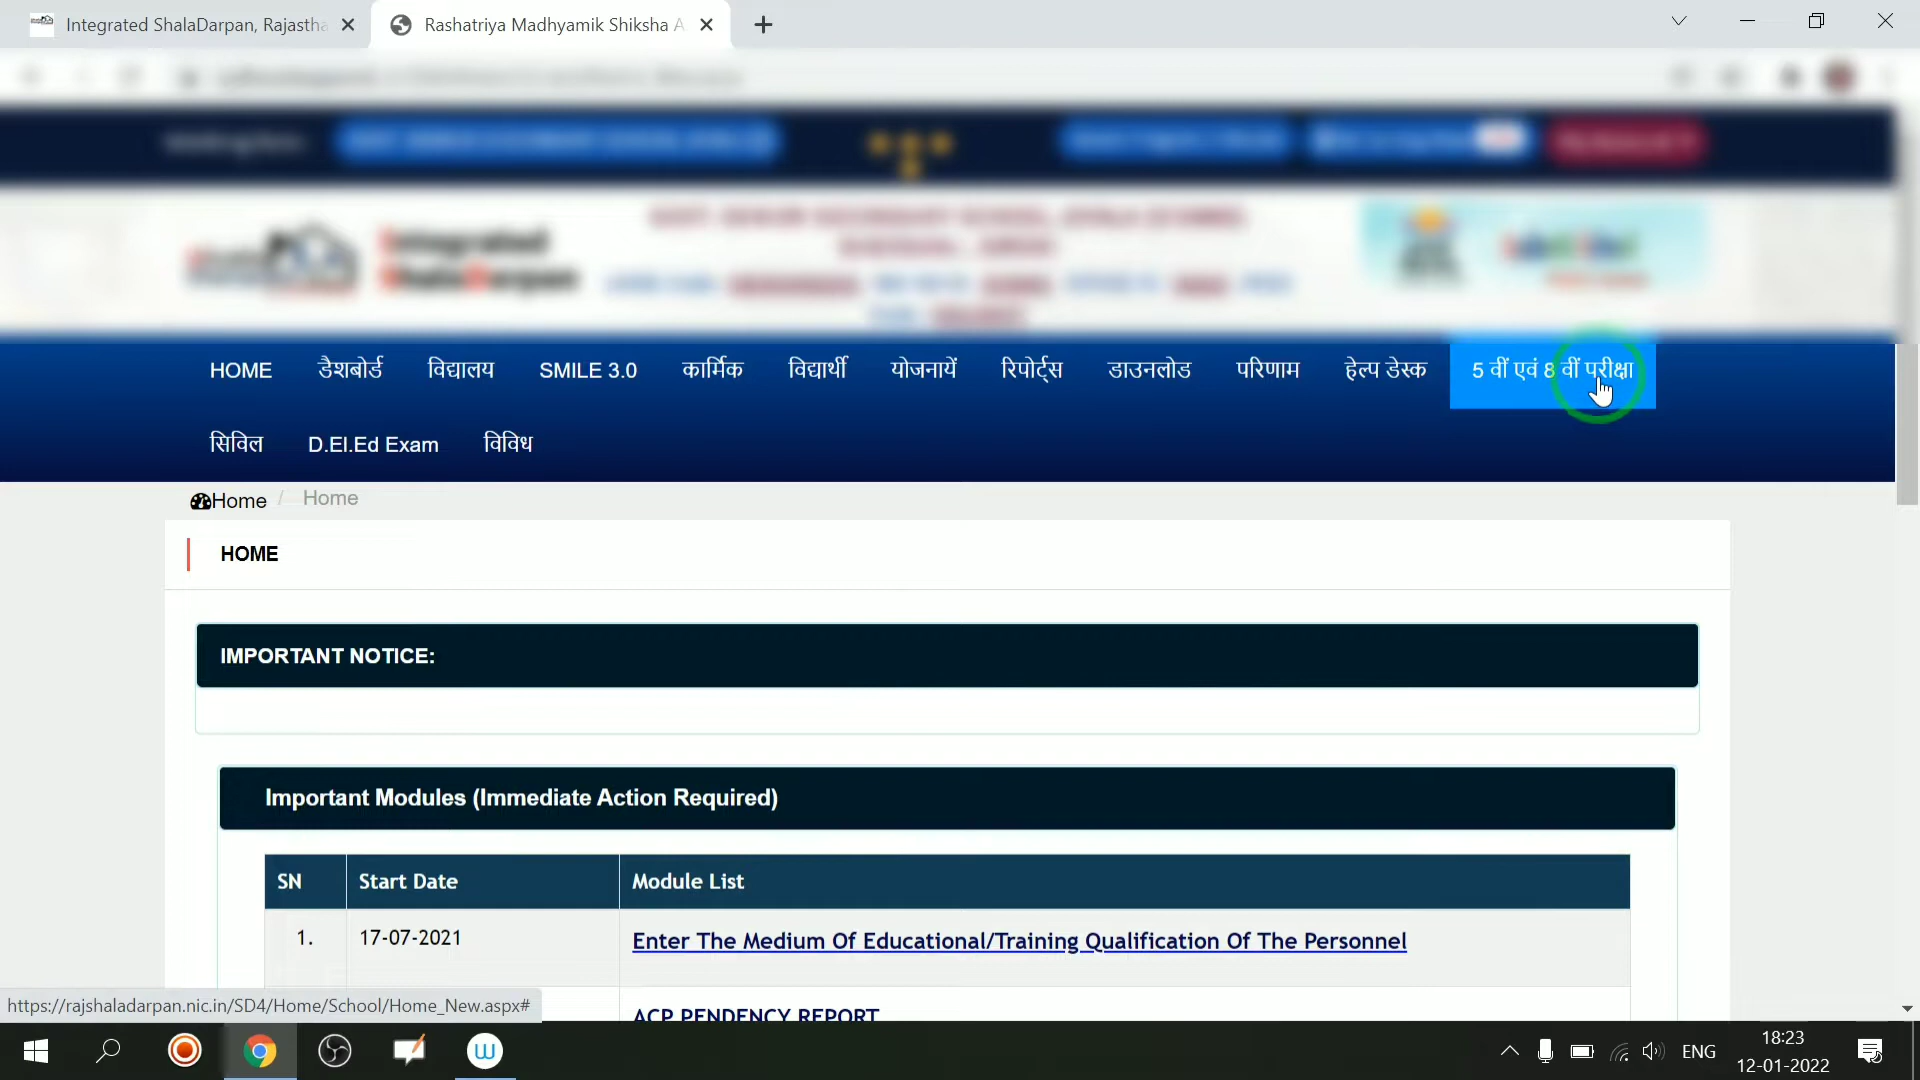 Integrated ShalaDarpan, Rajastha
Rashatriya Madhyamik Shiksha A
Integrated
ShalaDarpan
HOME डैशबोर्ड विद्यालय SMILE 3.0 कार्मिक विद्यार्थी योजनायें रिपोर्ट्स डाउनलोड परिणाम हेल्प डेस्क 5 वीं एवं 8 वीं परीक्षा
सिविल D.El.Ed Exam विविध
Home / Home
HOME
IMPORTANT NOTICE:
Important Modules (Immediate Action Required)
SN Start Date Module List
1. 17-07-2021 Enter The Medium Of Educational/Training Qualification Of The Personnel
ACP PENDENCY REPORT
https://rajshaladarpan.nic.in/SD4/Home/School/Home_New.aspx#
ENG
18:23
12-01-2022